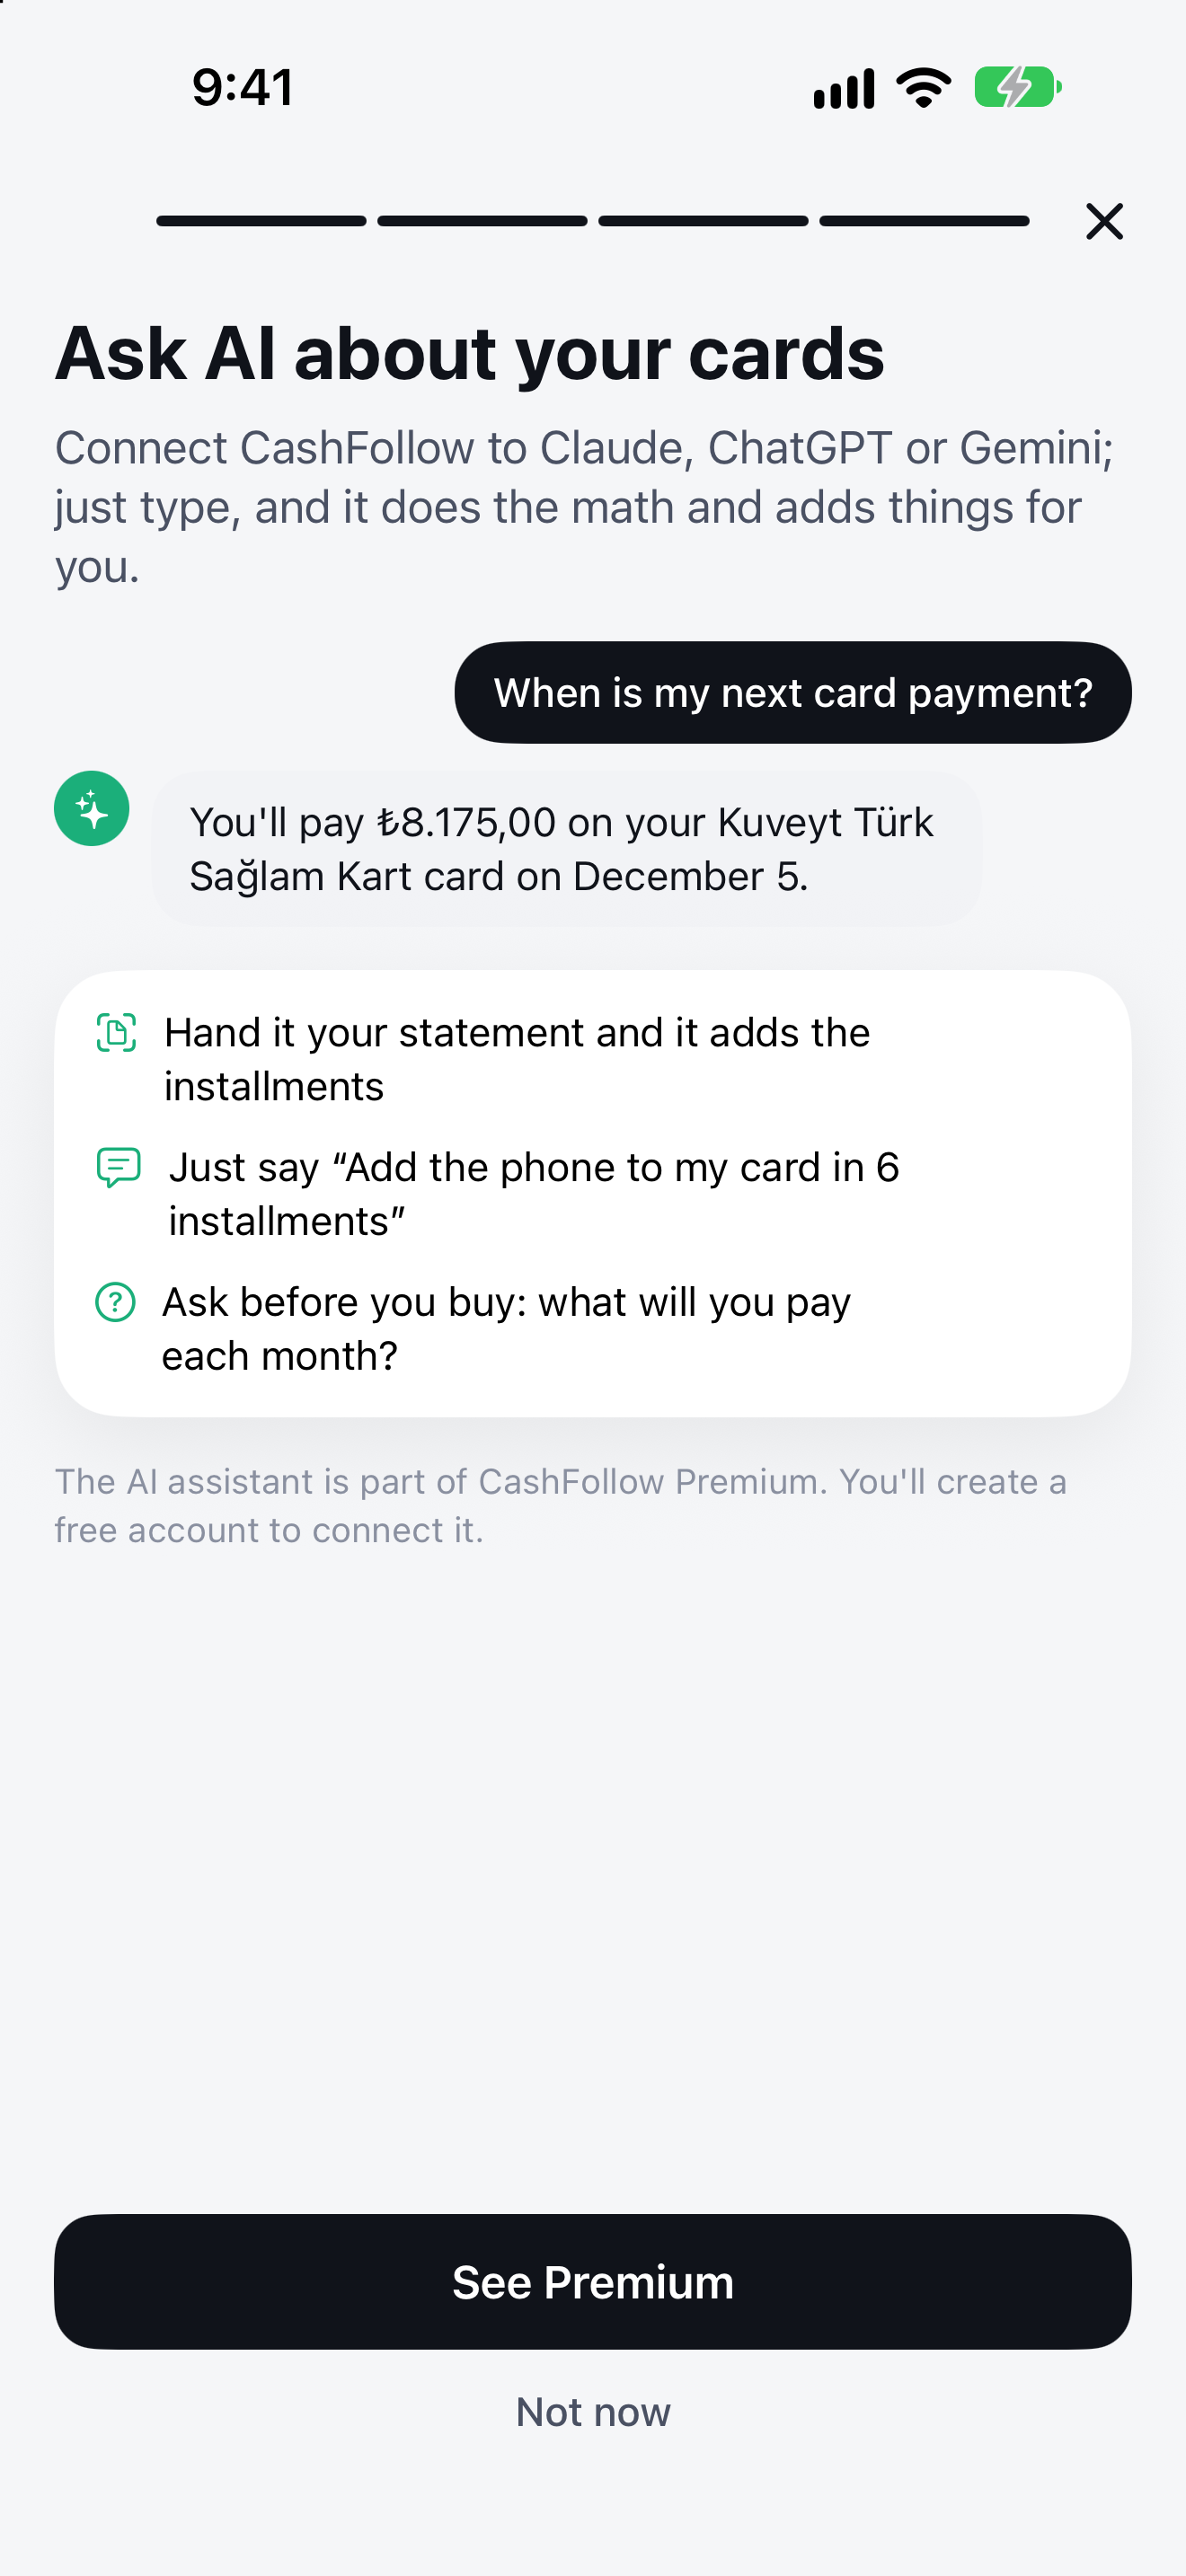 9:41
Ask AI about your cards
Connect CashFollow to Claude, ChatGPT or Gemini;
just type, and it does the math and adds things for
you.
When is my next card payment?
You'll pay ₺8.175,00 on your Kuveyt Türk
Sağlam Kart card on December 5.
Hand it your statement and it adds the
installments
Just say “Add the phone to my card in 6
installments”
Ask before you buy: what will you pay
each month?
The AI assistant is part of CashFollow Premium. You'll create a
free account to connect it.
See Premium
Not now